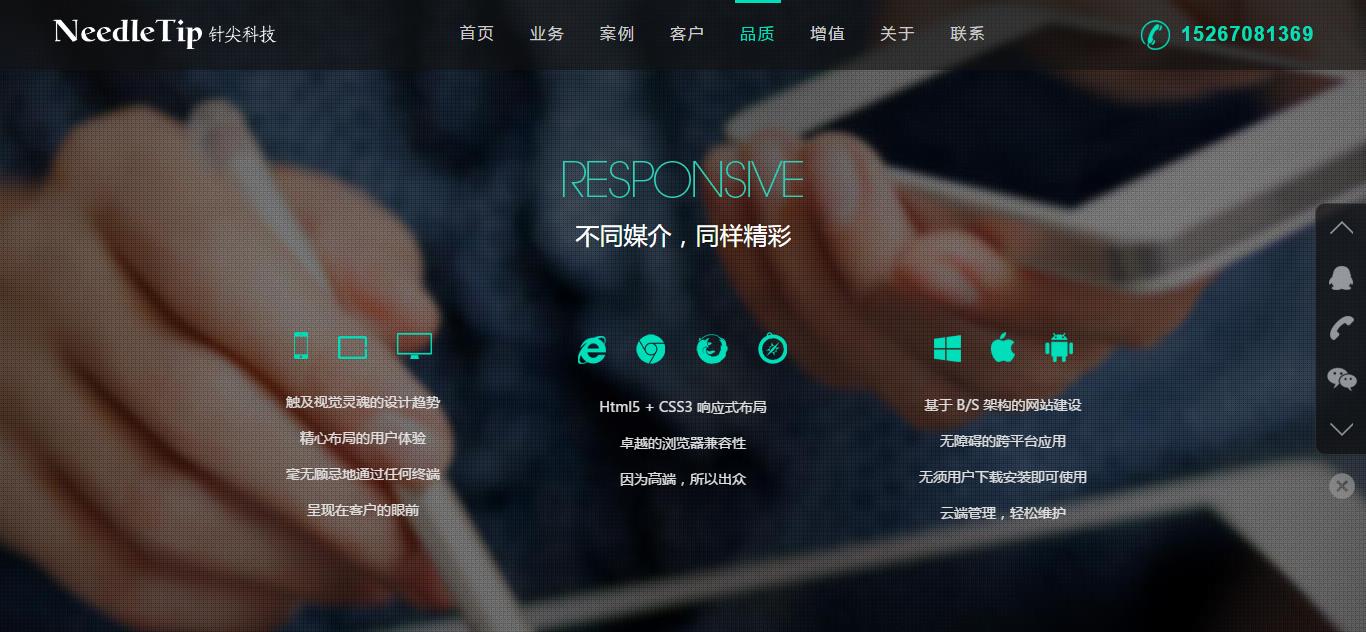 NeedleTip 针尖科技
首页 业务 案例 客户 品质 增值 关于 联系
15267081369
RESPONSIVE
不同媒介，同样精彩
触及视觉灵魂的设计趋势
精心布局的用户体验
毫无顾忌地通过任何终端
呈现在客户的眼前
Html5 + CSS3 响应式布局
卓越的浏览器兼容性
因为高端，所以出众
基于 B/S 架构的网站建设
无障碍的跨平台应用
无须用户下载安装即可使用
云端管理，轻松维护